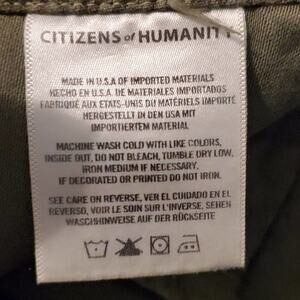 CITIZENS of HUMANITY
MADE IN U.S.A OF IMPORTED MATERIALS
HECHO EN U.S.A. DE MATERIALES IMPORTADOS
FABRIQUÉ AUX ETATS-UNIS DU MATÉRIELS IMPORTÉ
HERGESTELLT IN DEN USA MIT
IMPORTIERTEM MATERIAL
MACHINE WASH COLD WITH LIKE COLORS,
INSIDE OUT, DO NOT BLEACH, TUMBLE DRY LOW,
IRON MEDIUM IF NECESSARY.
IF DECORATED OR PRINTED DO NOT IRON.
SEE CARE ON REVERSE, VER EL CUIDADO EN EL
REVERSO, VOIR LE SOIN SUR L'INVERSE, SEHEN
WASCHHINWEISE AUF DER RÜCKSEITE